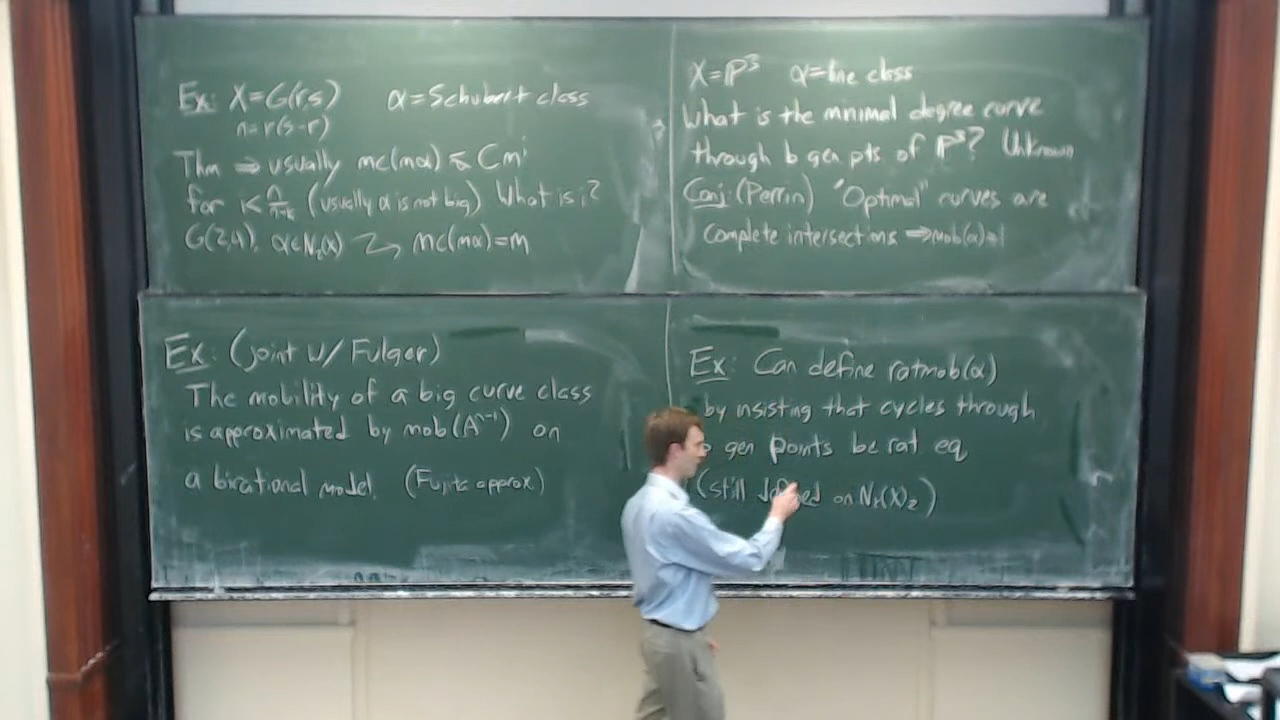 Ex: X=G(r,s) α=Schubert class
n=r(s-r)
Thm ⇒ usually mc(mα) ≤ Cm^i
for i< n/n-k (usually α is not big) What is i?
G(2,4), α∈N₂(X) mc(mα)=m
X=P³ α=line class
What is the minimal degree curve
through b gen pts of P³? Unknown
Conj: (Perrin) "Optimal" curves are
complete intersections ⇒ mob(α)=1
Ex: (joint w/ Fulger)
The mobility of a big curve class
is approximated by mob(A^{n-1}) on
a birational model. (Fujita approx)
Ex: Can define ratmob(α)
by insisting that cycles through
gen points be rat eq
(still defined on N_k(X)_Z)